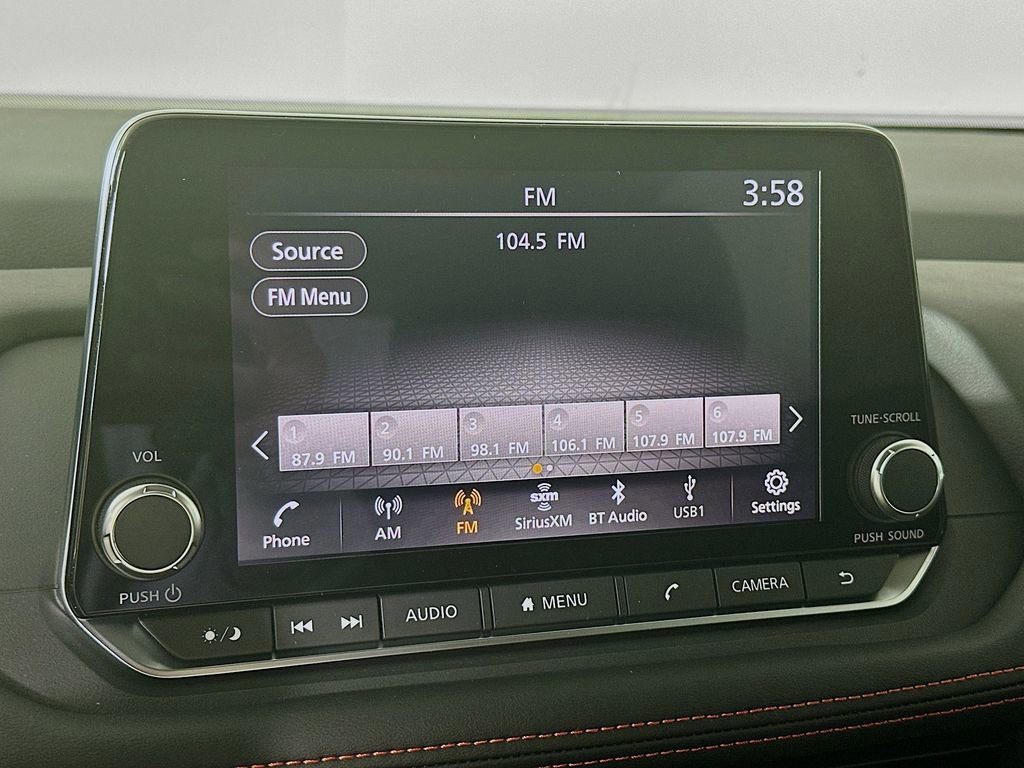 FM
3:58
104.5 FM
Source
FM Menu
1
87.9 FM
2
90.1 FM
3
98.1 FM
4
106.1 FM
5
107.9 FM
6
107.9 FM
Phone
AM
FM
sxm
SiriusXM
BT Audio
USB1
Settings
VOL
PUSH
TUNE·SCROLL
PUSH SOUND
AUDIO
MENU
CAMERA